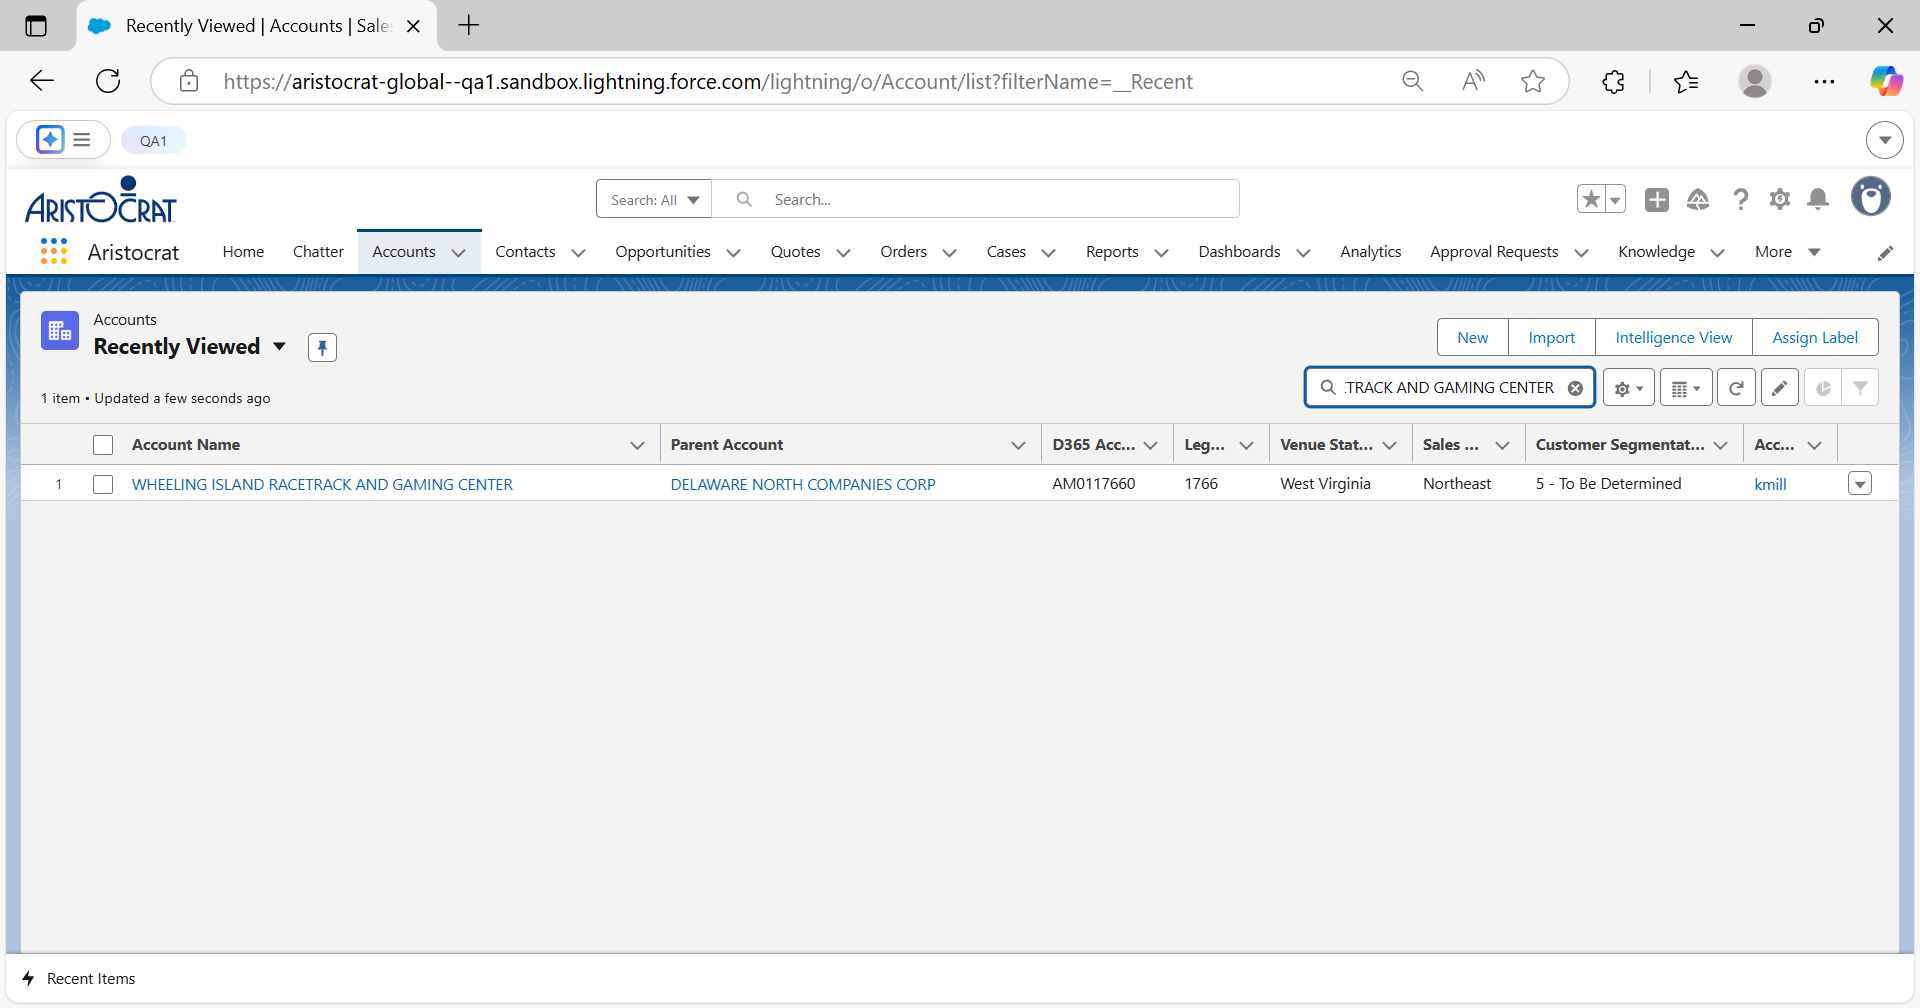 Recently Viewed | Accounts | Sales
https://aristocrat-global--qa1.sandbox.lightning.force.com/lightning/o/Account/list?filterName=__Recent
QA1
ARISTOCRAT
Search: All
Search...
Aristocrat
Home
Chatter
Accounts
Contacts
Opportunities
Quotes
Orders
Cases
Reports
Dashboards
Analytics
Approval Requests
Knowledge
More
Accounts
Recently Viewed
New
Import
Intelligence View
Assign Label
1 item • Updated a few seconds ago
TRACK AND GAMING CENTER
Account Name
Parent Account
D365 Acc...
Leg...
Venue Stat...
Sales ...
Customer Segmentat...
Acc...
1
WHEELING ISLAND RACETRACK AND GAMING CENTER
DELAWARE NORTH COMPANIES CORP
AM0117660
1766
West Virginia
Northeast
5 - To Be Determined
kmill
Recent Items